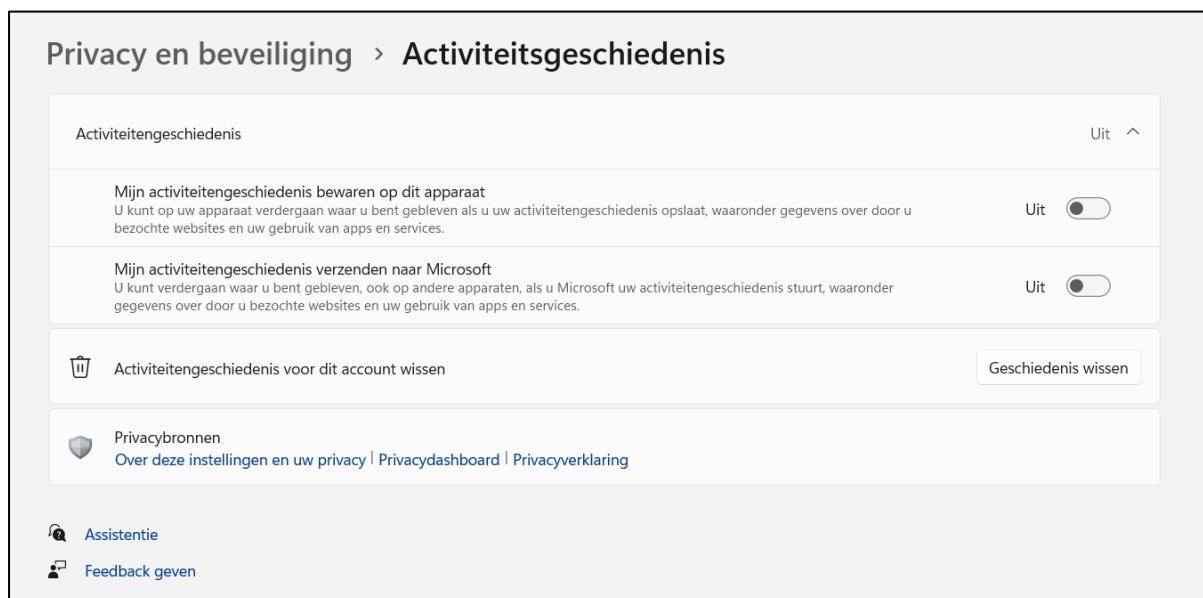 Privacy en beveiliging > Activiteitsgeschiedenis
Activiteitengeschiedenis Uit
Mijn activiteitengeschiedenis bewaren op dit apparaat
U kunt op uw apparaat verdergaan waar u bent gebleven als u uw activiteitengeschiedenis opslaat, waaronder gegevens over door u
bezochte websites en uw gebruik van apps en services.
Uit
Mijn activiteitengeschiedenis verzenden naar Microsoft
U kunt verdergaan waar u bent gebleven, ook op andere apparaten, als u Microsoft uw activiteitengeschiedenis stuurt, waaronder
gegevens over door u bezochte websites en uw gebruik van apps en services.
Uit
Activiteitengeschiedenis voor dit account wissen Geschiedenis wissen
Privacybronnen
Over deze instellingen en uw privacy | Privacydashboard | Privacyverklaring
Assistentie
Feedback geven